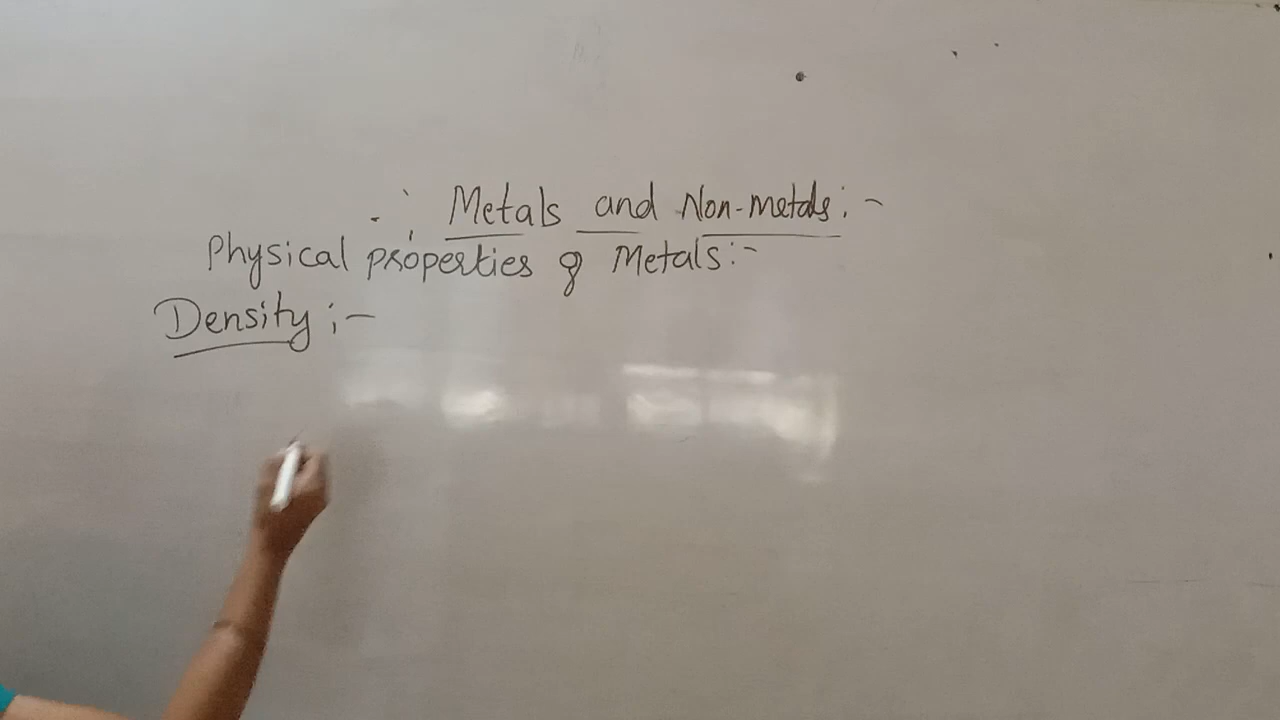 Metals and Non-metals:-
Physical properties of Metals:-
Density :-